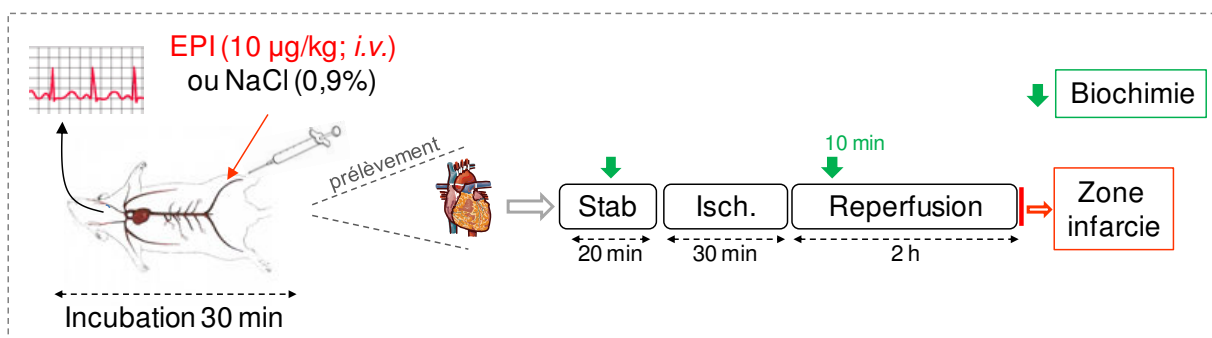 EPI (10 µg/kg; i.v.)
ou NaCl (0,9%)
Incubation 30 min
prélèvement
Stab
Isch.
Reperfusion
10 min
20 min
30 min
2 h
Biochimie
Zone
infarcie